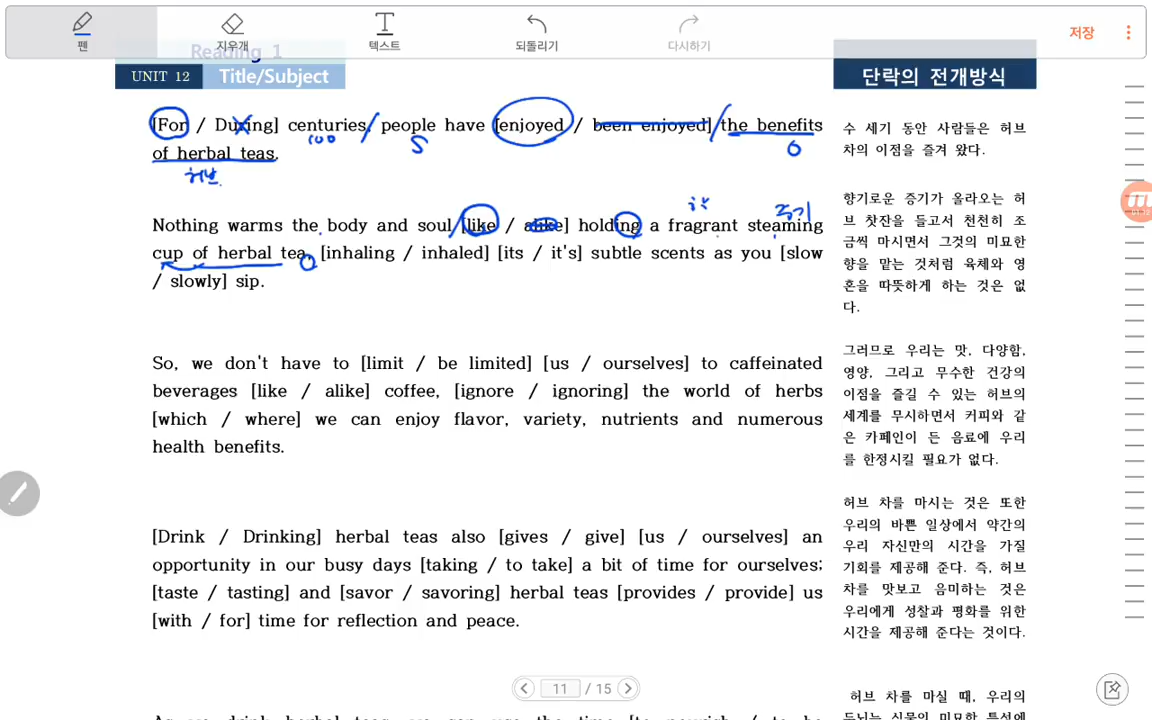 펜
지우개
텍스트
되돌리기
다시하기
저장
Reading 1
UNIT 12
Title/Subject
단락의 전개방식
[For / During] centuries, people have [enjoyed / been enjoyed] the benefits
100
S
of herbal teas.
O
허브
수 세기 동안 사람들은 허브
차의 이점을 즐겨 왔다.
증기
Nothing warms the body and soul [like / alike] holding a fragrant steaming
cup of herbal tea, [inhaling / inhaled] [its / it's] subtle scents as you [slow
/ slowly] sip.
향기로운 증기가 올라오는 허
브 찻잔을 들고서 천천히 조
금씩 마시면서 그것의 미묘한
향을 맡는 것처럼 육체와 영
혼을 따뜻하게 하는 것은 없
다.
So, we don't have to [limit / be limited] [us / ourselves] to caffeinated
beverages [like / alike] coffee, [ignore / ignoring] the world of herbs
[which / where] we can enjoy flavor, variety, nutrients and numerous
health benefits.
그러므로 우리는 맛, 다양함,
영양, 그리고 무수한 건강의
이점을 즐길 수 있는 허브의
세계를 무시하면서 커피와 같
은 카페인이 든 음료에 우리
를 한정시킬 필요가 없다.
[Drink / Drinking] herbal teas also [gives / give] [us / ourselves] an
opportunity in our busy days [taking / to take] a bit of time for ourselves;
[taste / tasting] and [savor / savoring] herbal teas [provides / provide] us
[with / for] time for reflection and peace.
허브 차를 마시는 것은 또한
우리의 바쁜 일상에서 약간의
우리 자신만의 시간을 가질
기회를 제공해 준다. 즉, 허브
차를 맛보고 음미하는 것은
우리에게 성찰과 평화를 위한
시간을 제공해 준다는 것이다.
11 / 15
허브 차를 마실 때, 우리의